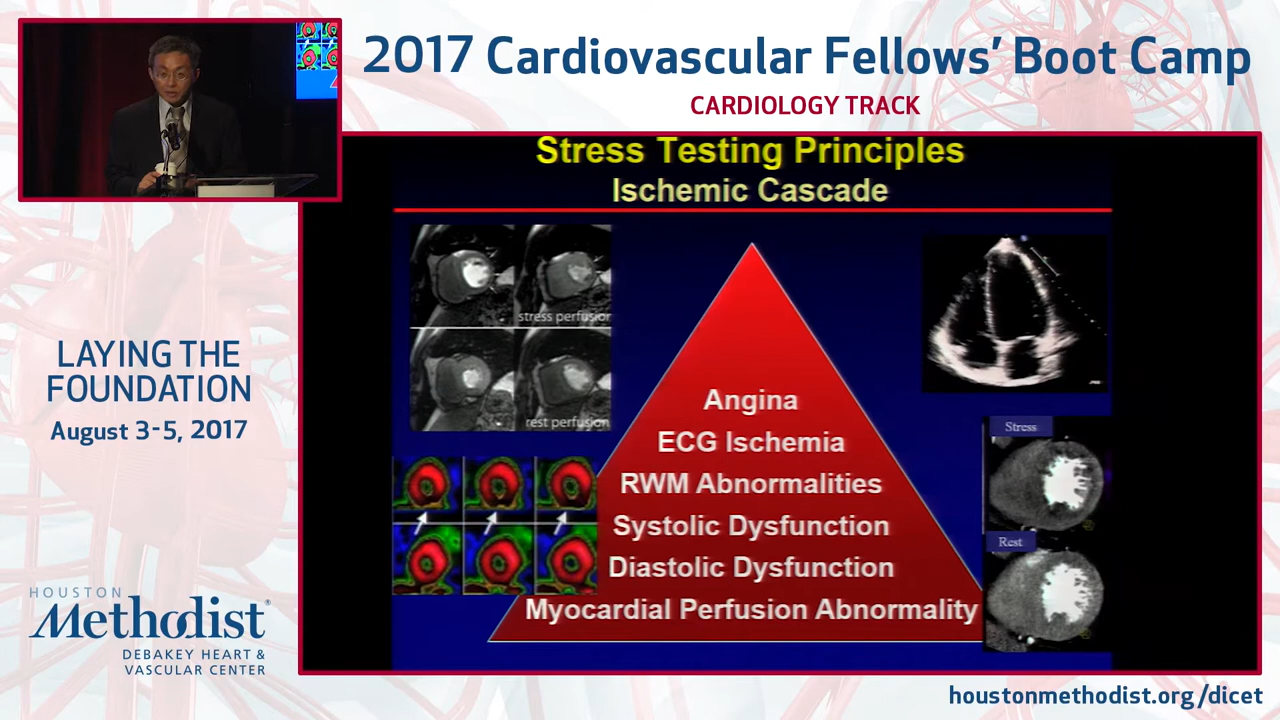 2017 Cardiovascular Fellows’ Boot Camp
CARDIOLOGY TRACK
Stress Testing Principles
Ischemic Cascade
stress perfusion
rest perfusion
Angina
ECG Ischemia
RWM Abnormalities
Systolic Dysfunction
Diastolic Dysfunction
Myocardial Perfusion Abnormality
Stress
Rest
LAYING THE
FOUNDATION
August 3-5, 2017
HOUSTON
Methodist®
DEBAKEY HEART &
VASCULAR CENTER
houstonmethodist.org/dicet